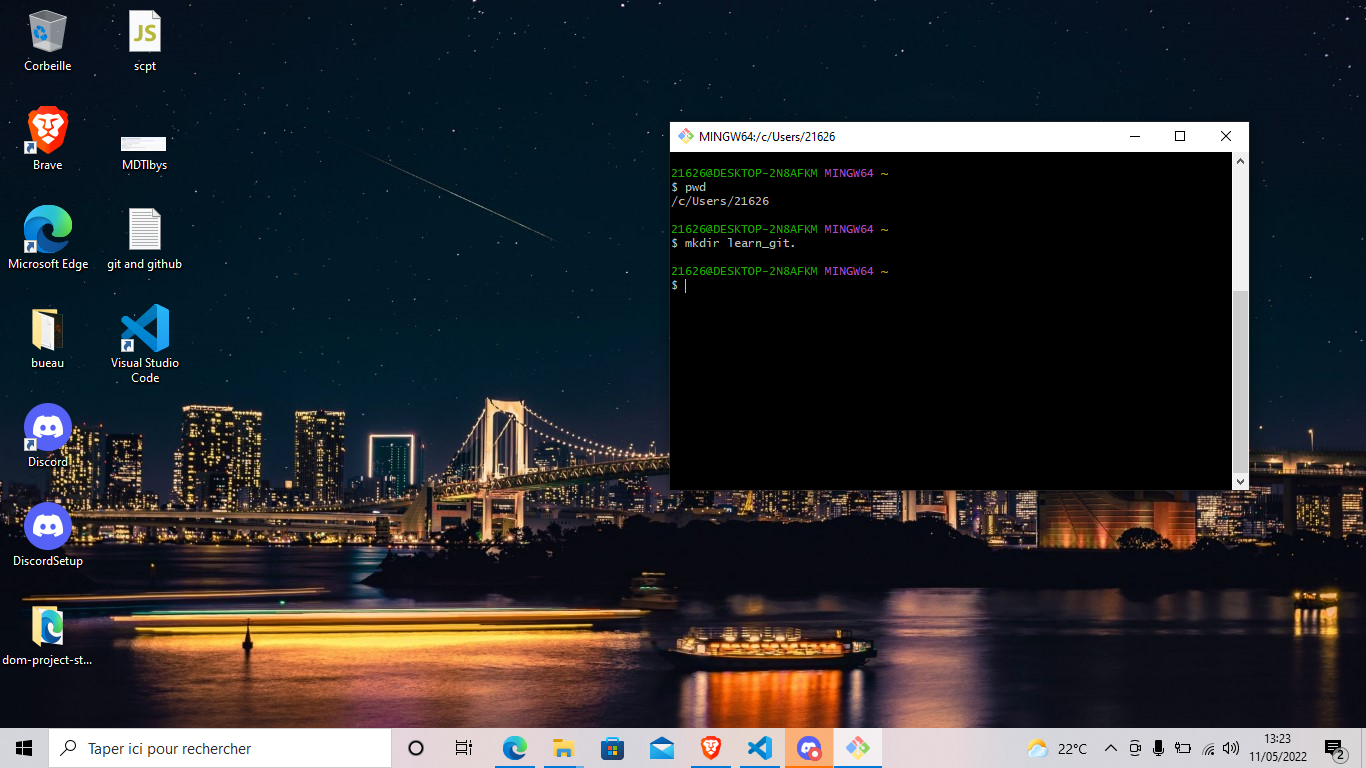 Corbeille
scpt
Brave
MDTIbys
Microsoft Edge
git and github
bueau
Visual Studio
Code
Discord
DiscordSetup
dom-project-st...
JS
MINGW64:/c/Users/21626
21626@DESKTOP-2N8AFKM MINGW64 ~
$ pwd
/c/Users/21626
21626@DESKTOP-2N8AFKM MINGW64 ~
$ mkdir learn_git.
21626@DESKTOP-2N8AFKM MINGW64 ~
$
Taper ici pour rechercher
22°C
13:23
11/05/2022
2